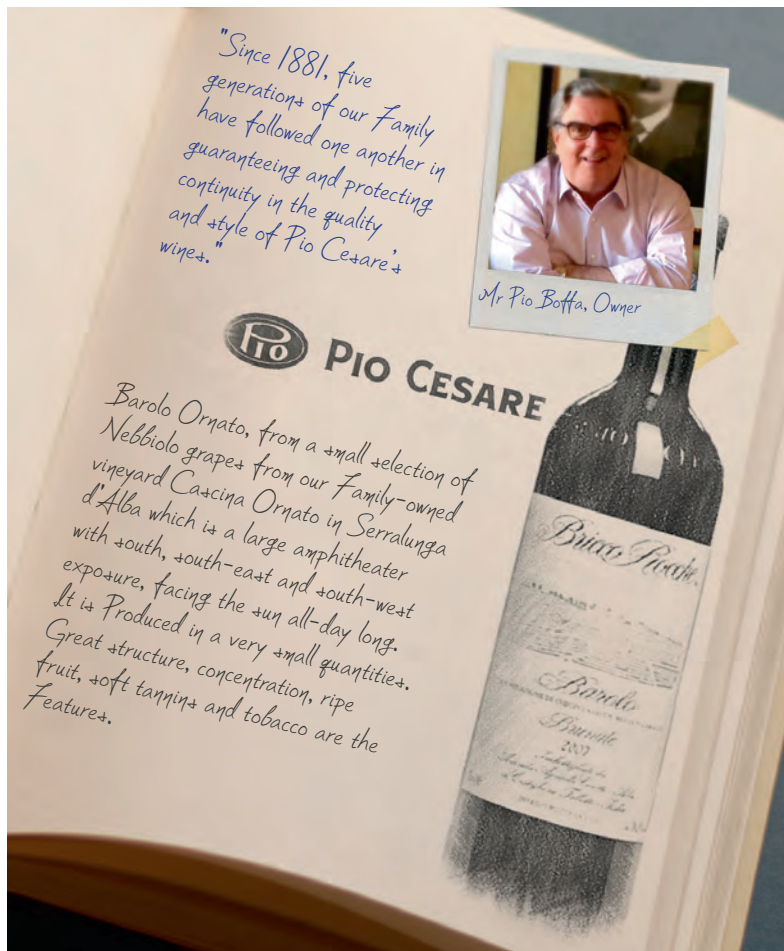 "Since 1881, five
generations of our Family
have followed one another in
guaranteeing and protecting
continuity in the quality
and style of Pio Cesare's
wines."
Mr Pio Boffa, Owner
PIO
PIO CESARE
Barolo Ornato, from a small selection of
Nebbiolo grapes from our Family-owned
vineyard Cascina Ornato in Serralunga
d'Alba which is a large amphitheater
with south, south-east and south-west
exposure, facing the sun all-day long.
It is Produced in a very small quantities.
Great structure, concentration, ripe
fruit, soft tannins and tobacco are the
Features.
Bricco Rocche
Barolo
Brunate
2007